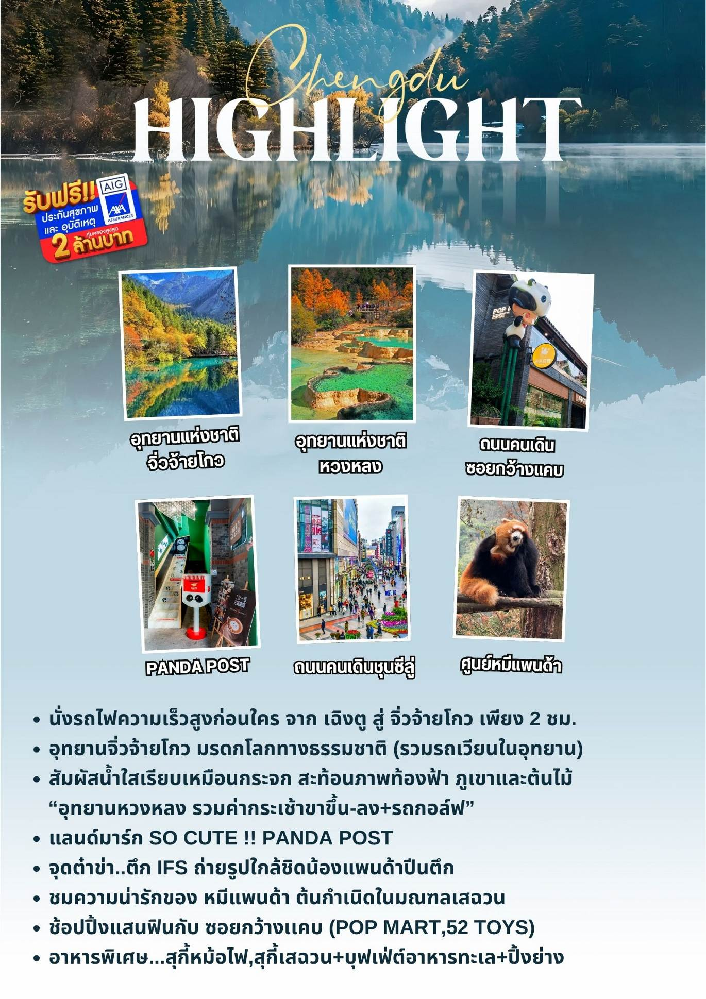 Chengdu
HIGHLIGHT
รับฟรี!!
AIG
ประกันสุขภาพ
AXA
และ อุบัติเหตุ
ASSURANCES
คุ้มครองสูงสุด
2 ล้านบาท
POP
อุทยานแห่งชาติ
จิ่วจ้ายโกว
อุทยานแห่งชาติ
หวงหลง
ถนนคนเดิน
ซอยกว้างแคบ
KEITH
PANDA POST
ถนนคนเดินชุนซีลู่
ศูนย์หมีแพนด้า
• นั่งรถไฟความเร็วสูงก่อนใคร จาก เฉิงตู สู่ จิ่วจ้ายโกว เพียง 2 ชม.
• อุทยานจิ่วจ้ายโกว มรดกโลกทางธรรมชาติ (รวมรถเวียนในอุทยาน)
• สัมผัสน้ำใสเรียบเหมือนกระจก สะท้อนภาพท้องฟ้า ภูเขาและต้นไม้
“อุทยานหวงหลง รวมค่ากระเช้าขาขึ้น-ลง+รถกอล์ฟ”
• แลนด์มาร์ก SO CUTE !! PANDA POST
• จุดต๋าข่า..ตึก IFS ถ่ายรูปใกล้ชิดน้องแพนด้าปีนตึก
• ชมความน่ารักของ หมีแพนด้า ต้นกำเนิดในมณฑลเสฉวน
• ช้อปปิ้งแสนฟินกับ ซอยกว้างแคบ (POP MART,52 TOYS)
• อาหารพิเศษ...สุกี้หม้อไฟ,สุกี้เสฉวน+บุฟเฟ่ต์อาหารทะเล+ปิ้งย่าง